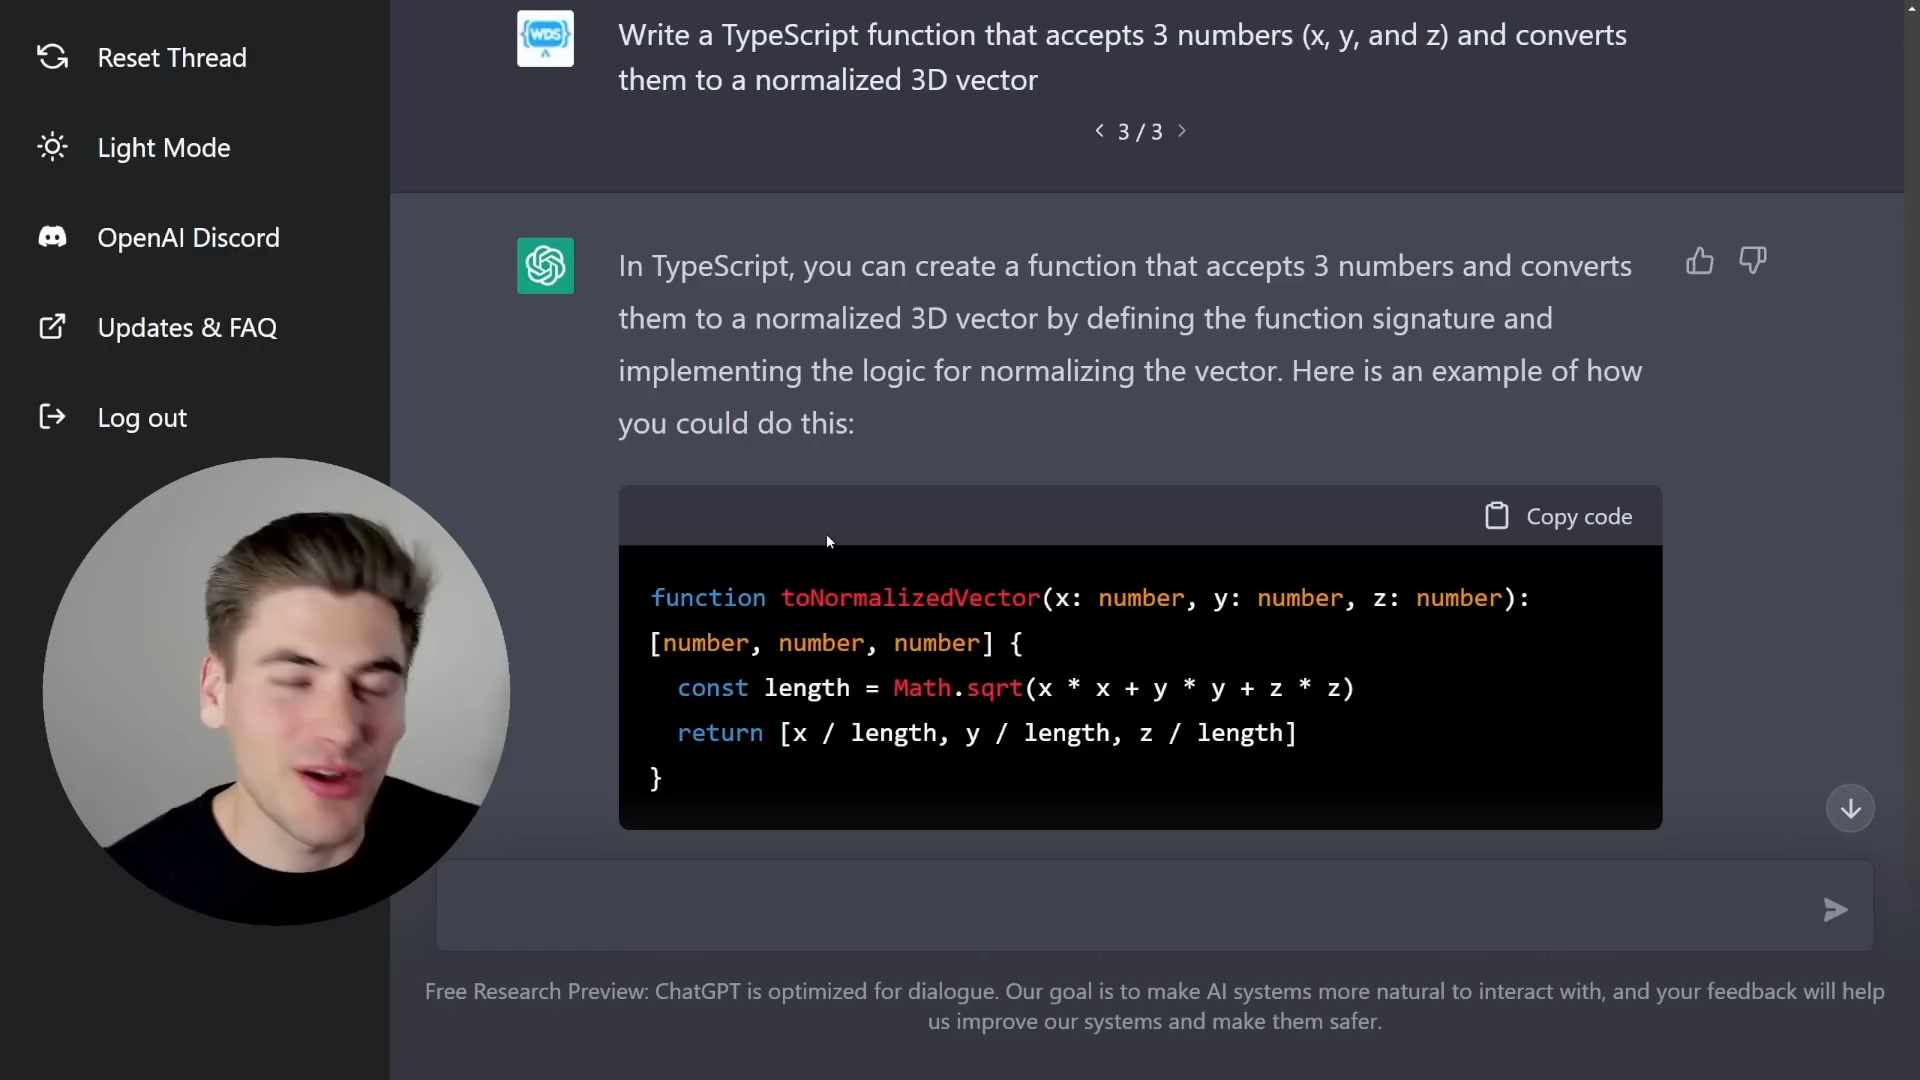 Reset Thread
Light Mode
OpenAI Discord
Updates & FAQ
Log out
WDS
Write a TypeScript function that accepts 3 numbers (x, y, and z) and converts
them to a normalized 3D vector
< 3 / 3 >
In TypeScript, you can create a function that accepts 3 numbers and converts
them to a normalized 3D vector by defining the function signature and
implementing the logic for normalizing the vector. Here is an example of how
you could do this:
Copy code
function toNormalizedVector(x: number, y: number, z: number):
[number, number, number] {
const length = Math.sqrt(x * x + y * y + z * z)
return [x / length, y / length, z / length]
}
Free Research Preview: ChatGPT is optimized for dialogue. Our goal is to make AI systems more natural to interact with, and your feedback will help
us improve our systems and make them safer.